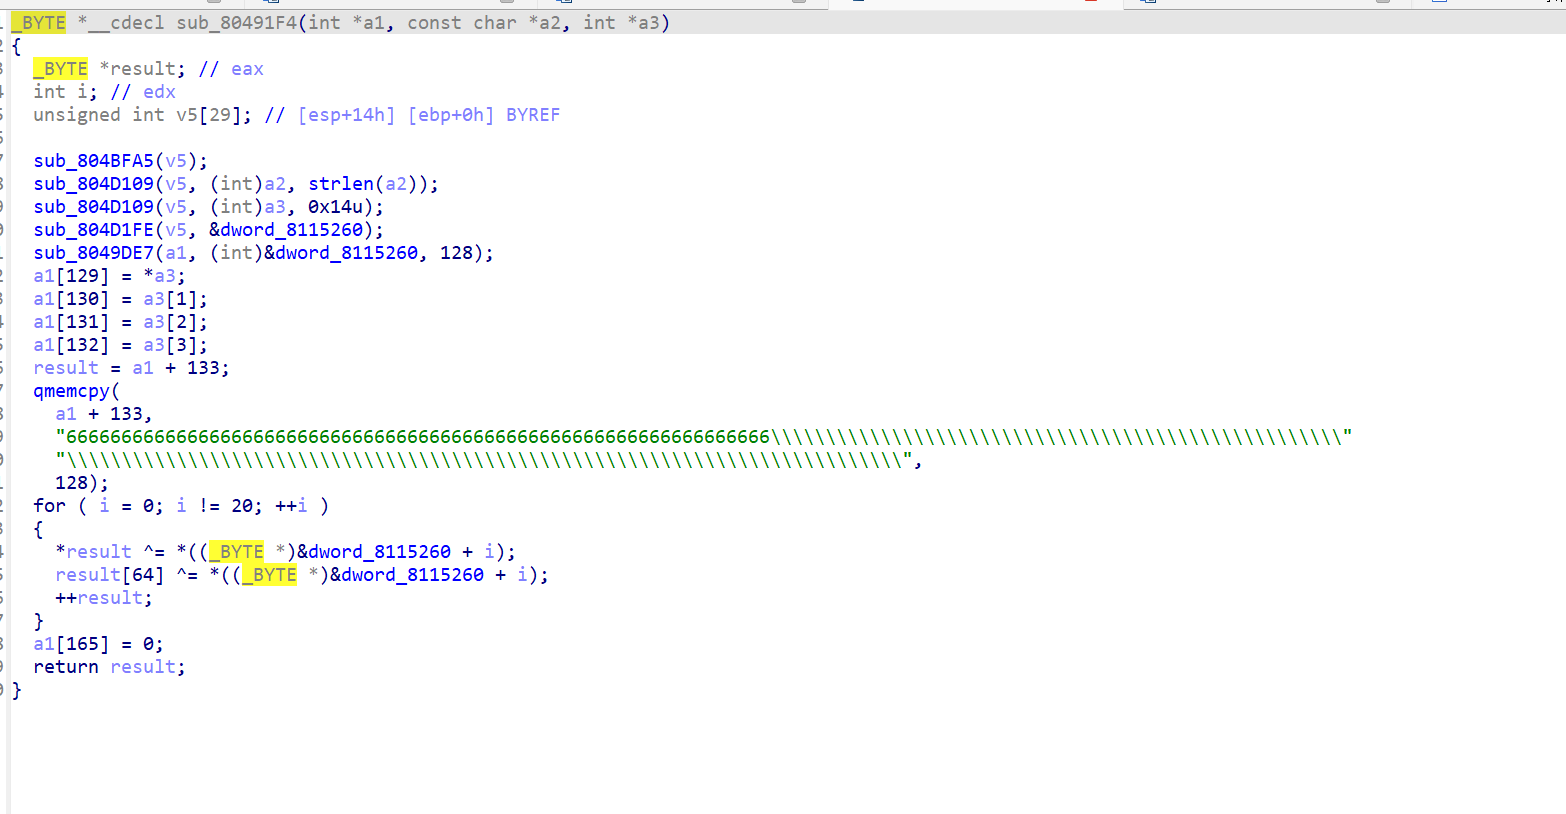 _BYTE *__cdecl sub_80491F4(int *a1, const char *a2, int *a3)
{
  _BYTE *result; // eax
  int i; // edx
  unsigned int v5[29]; // [esp+14h] [ebp+0h] BYREF

  sub_804BFA5(v5);
  sub_804D109(v5, (int)a2, strlen(a2));
  sub_804D109(v5, (int)a3, 0x14u);
  sub_804D1FE(v5, &dword_8115260);
  sub_8049DE7(a1, (int)&dword_8115260, 128);
  a1[129] = *a3;
  a1[130] = a3[1];
  a1[131] = a3[2];
  a1[132] = a3[3];
  result = a1 + 133;
  qmemcpy(
    a1 + 133,
    "6666666666666666666666666666666666666666666666666666666666666666\\\\\\\\\\\\\\\\\\\\\\\\\\\\\\\\\\\\\\\\\\\\\\\\\\\\"
    "\\\\\\\\\\\\\\\\\\\\\\\\\\\\\\\\\\\\\\\\\\\\\\\\\\\\\\\\\\\\\\\\\\\\\\\\\\\\",
    128);
  for ( i = 0; i != 20; ++i )
  {
    *result ^= *((_BYTE *)&dword_8115260 + i);
    result[64] ^= *((_BYTE *)&dword_8115260 + i);
    ++result;
  }
  a1[165] = 0;
  return result;
}